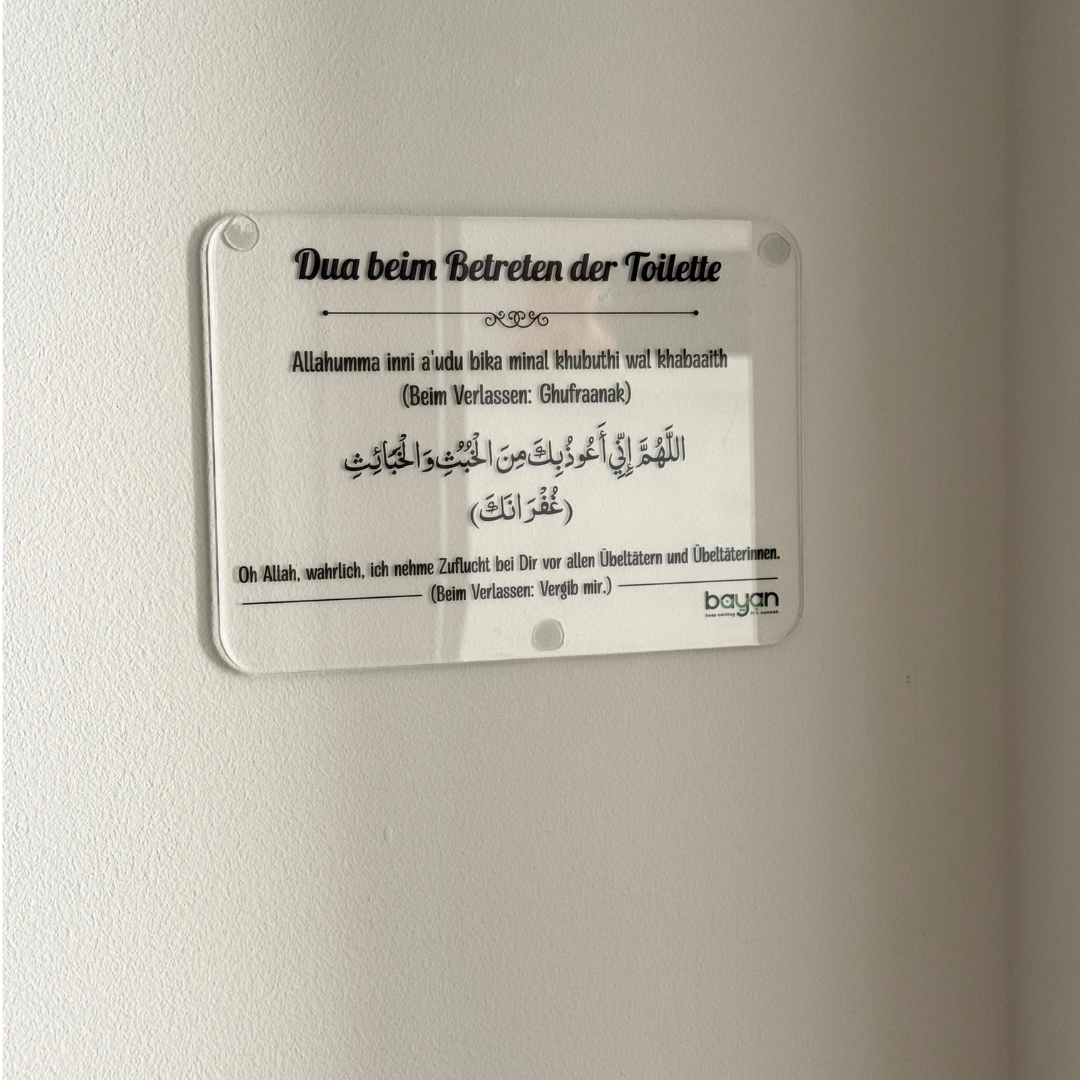 Dua beim Betreten der Toilette
Allahumma inni a'udu bika minal khubuthi wal khabaaith
(Beim Verlassen: Ghufraanak)
اللَّهُمَّ إِنِّي أَعُوذُ بِكَ مِنَ الْخُبُثِ وَالْخَبَائِثِ
(غُفْرَانَكَ)
Oh Allah, wahrlich, ich nehme Zuflucht bei Dir vor allen Übeltätern und Übeltäterinnen.
(Beim Verlassen: Vergib mir.)
bayan